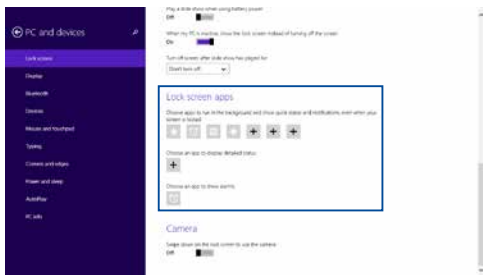 PC and devices
Lock screen
Display
Bluetooth
Devices
Mouse and touchpad
Typing
Corners and edges
Power and sleep
AutoPlay
PC info
Play a slide show when using battery power
Off
When my PC is inactive, show the lock screen instead of turning off the screen
On
Turn off screen after slide show has played for
Don't turn off
Lock screen apps
Choose apps to run in the background and show quick status and notifications, even when your
screen is locked
Choose an app to display detailed status
Choose an app to show alarms
Camera
Swipe down on the lock screen to use the camera
Off